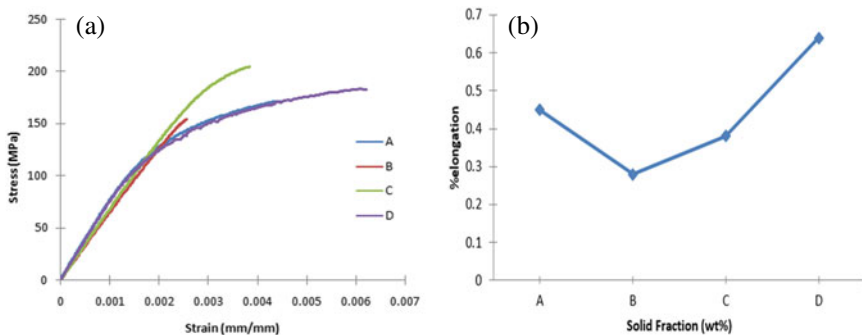 (a)
250
200
150
100
50
0
Stress (MPa)
A
B
C
D
0 0.001 0.002 0.003 0.004 0.005 0.006 0.007
Strain (mm/mm)
(b)
0.7
0.6
0.5
0.4
0.3
0.2
0.1
0
%elongation
A B C D
Solid Fraction (wt%)